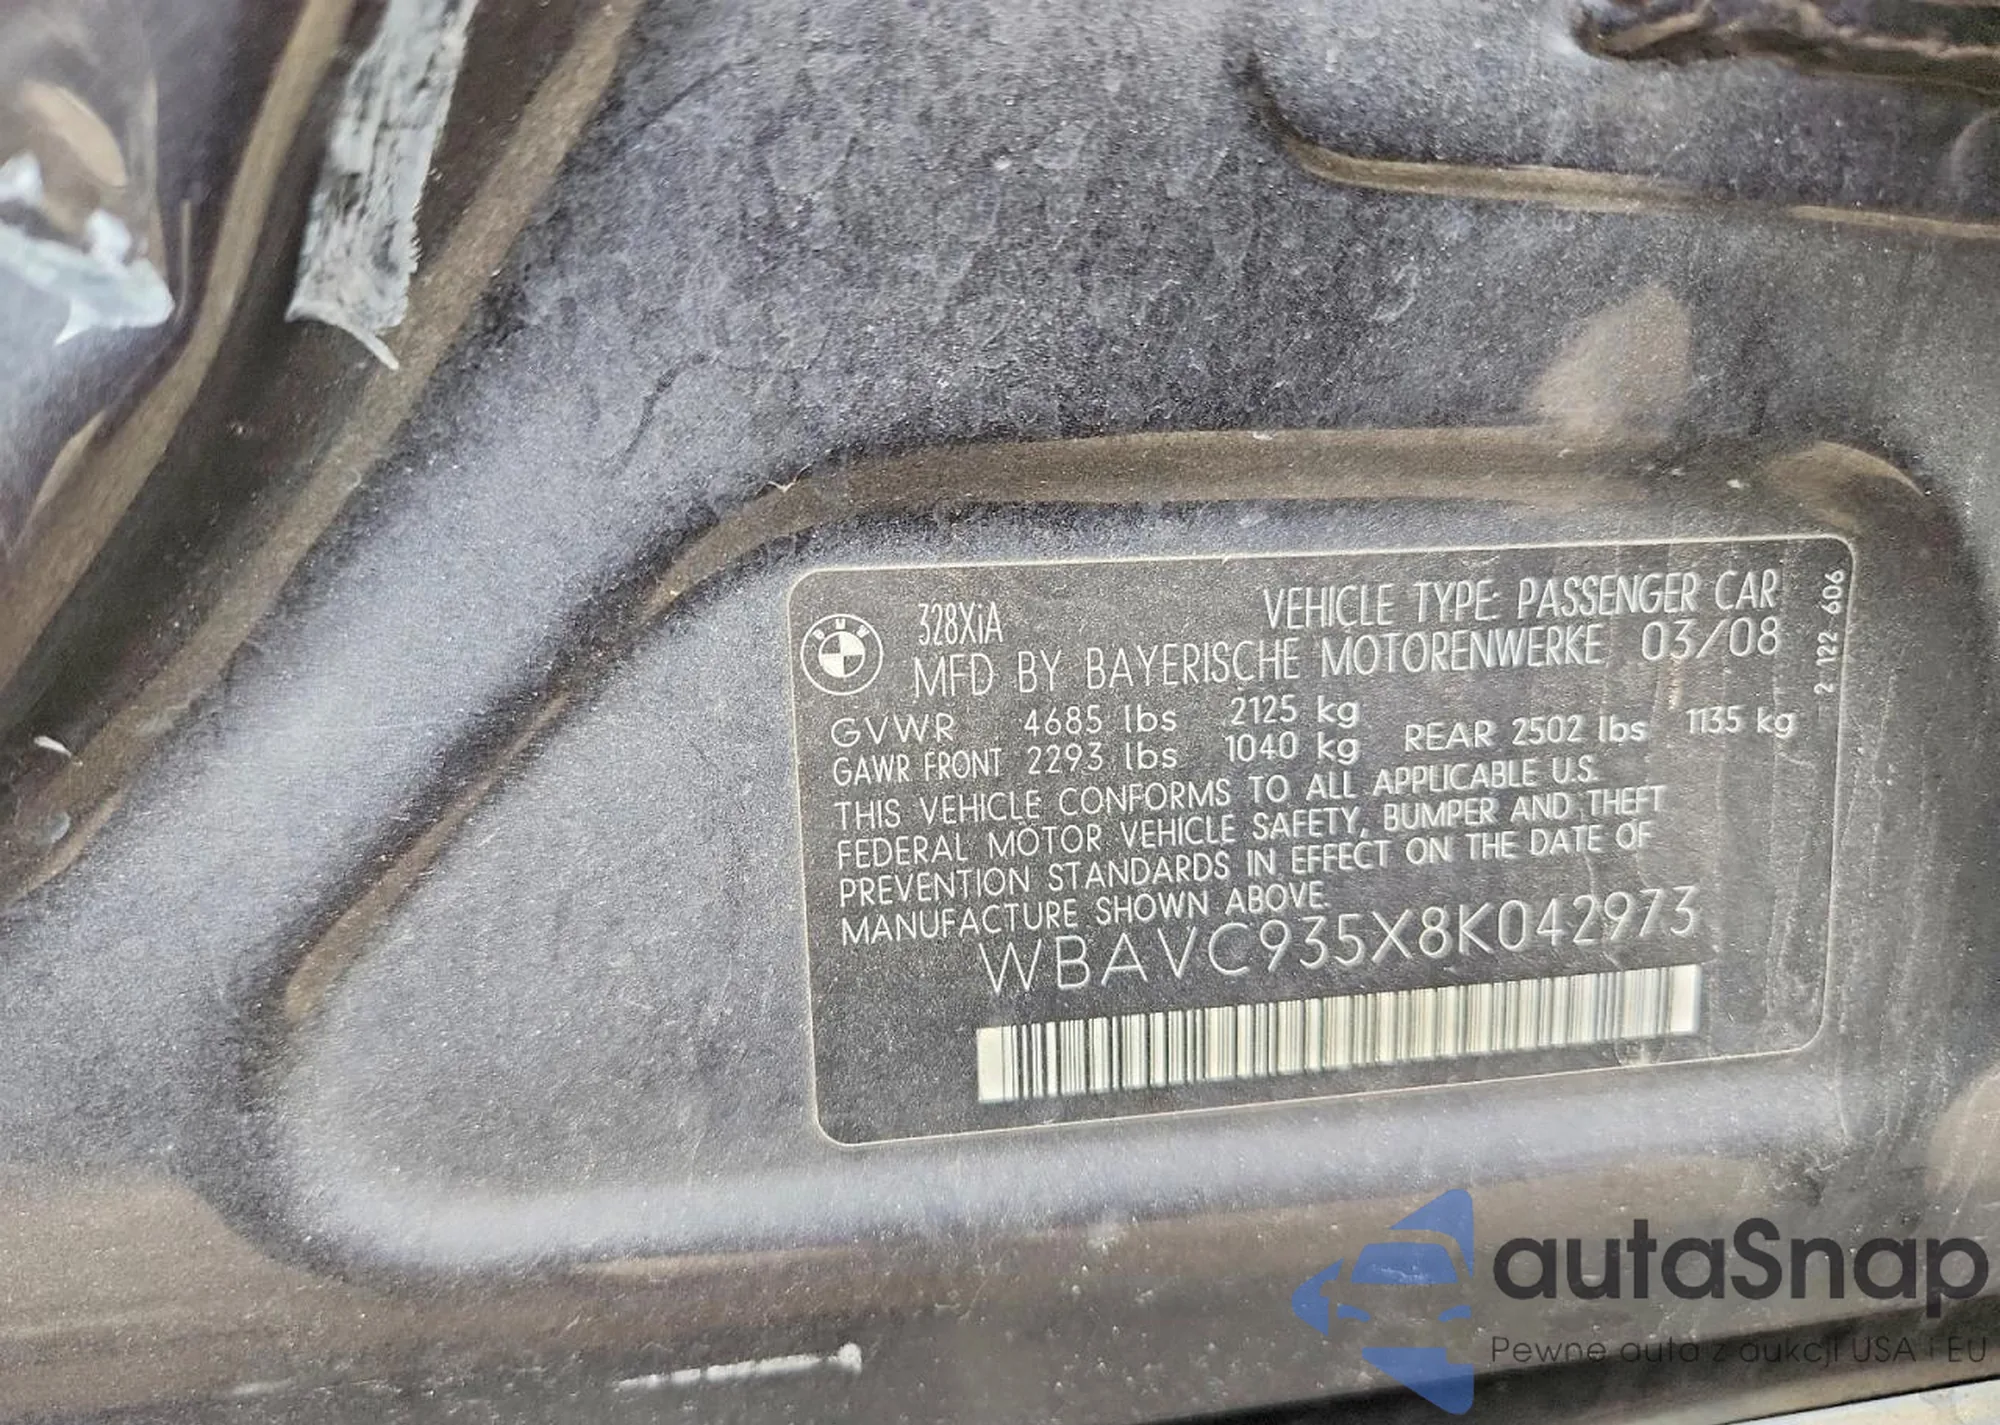 BMW
328XiA
VEHICLE TYPE: PASSENGER CAR
MFD BY BAYERISCHE MOTORENWERKE 03/08
GVWR 4685 lbs 2125 kg
GAWR FRONT 2293 lbs 1040 kg REAR 2502 lbs 1135 kg
THIS VEHICLE CONFORMS TO ALL APPLICABLE U.S.
FEDERAL MOTOR VEHICLE SAFETY, BUMPER AND THEFT
PREVENTION STANDARDS IN EFFECT ON THE DATE OF
MANUFACTURE SHOWN ABOVE.
WBAVC935X8K042973
2 122 606
autaSnap
Pewne auta z aukcji USA i EU